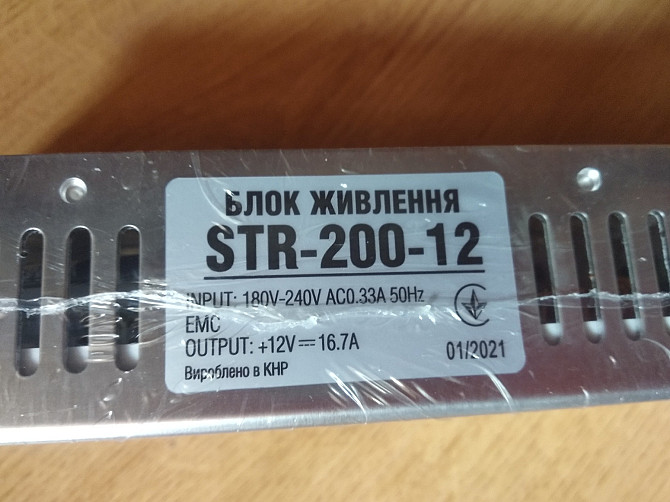 БЛОК ЖИВЛЕННЯ
STR-200-12
INPUT: 180V-240V AC0.33A 50Hz
EMC
OUTPUT: +12V⎓16.7A
01/2021
Вироблено в КНР